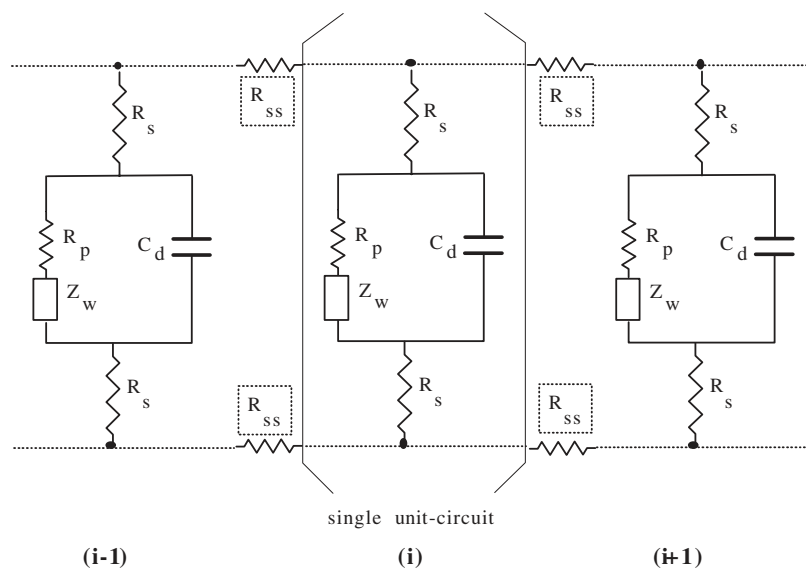 R ss
R ss
R s
R s
R s
R p
C d
Z w
R p
C d
Z w
R p
C d
Z w
R s
R s
R s
R ss
R ss
single unit-circuit
(i-1)
(i)
(i+1)